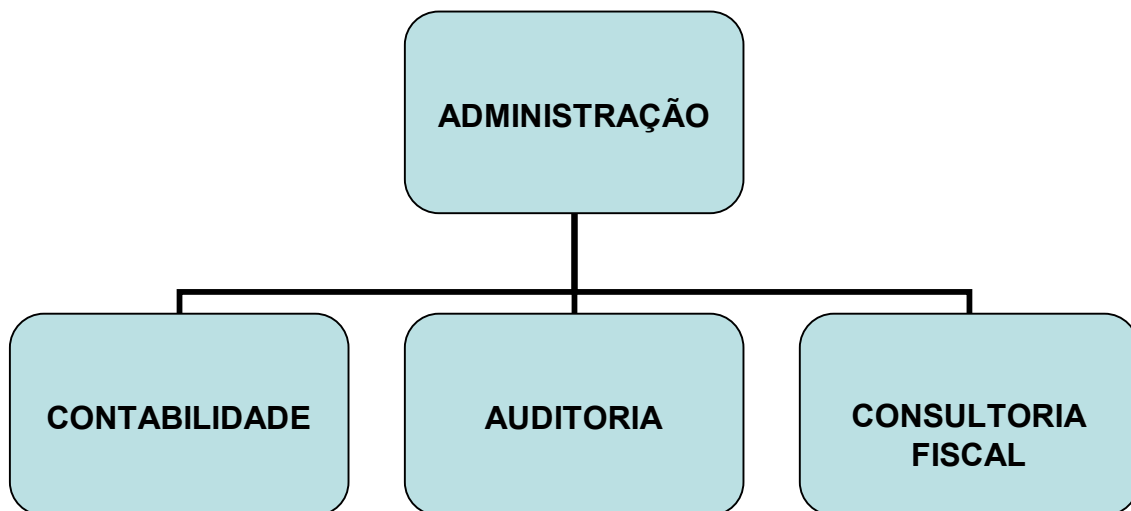 ADMINISTRAÇÃO
CONTABILIDADE
AUDITORIA
CONSULTORIA
FISCAL